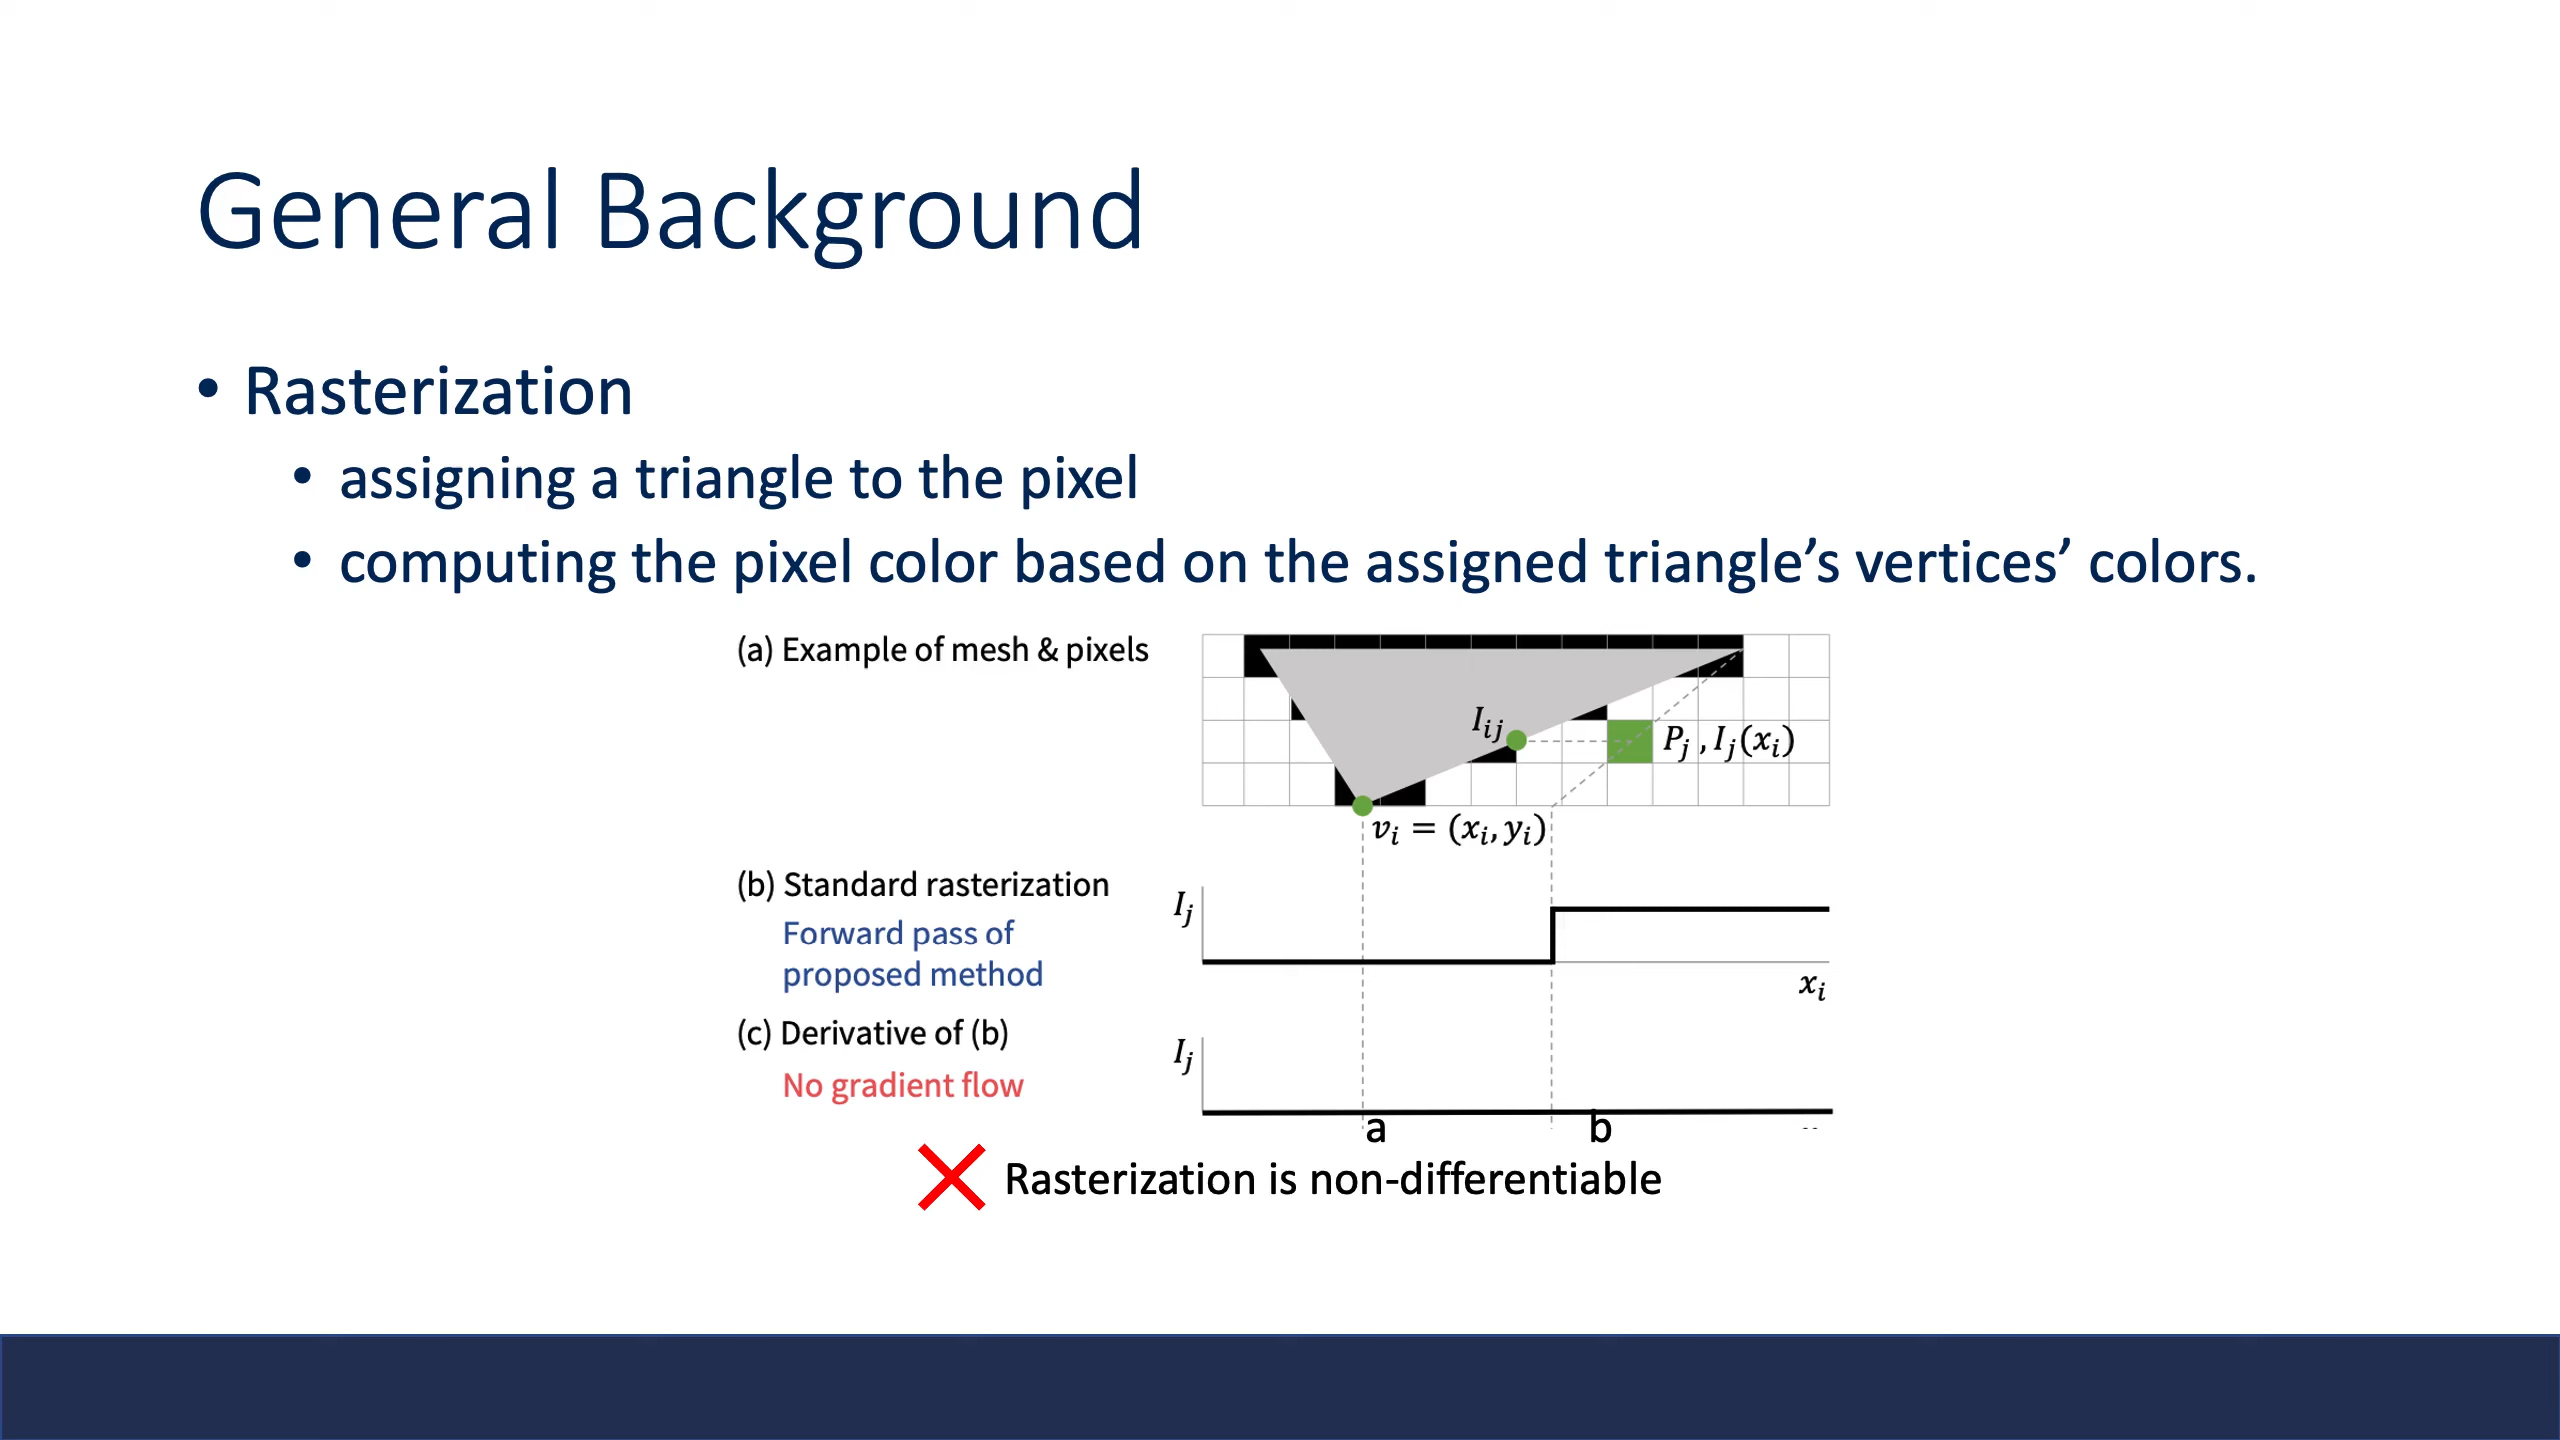 General Background
• Rasterization
• assigning a triangle to the pixel
• computing the pixel color based on the assigned triangle’s vertices’ colors.
(a) Example of mesh & pixels
I_{ij}
P_j , I_j(x_i)
v_i = (x_i, y_i)
(b) Standard rasterization
Forward pass of
proposed method
I_j
x_i
(c) Derivative of (b)
No gradient flow
I_j
a b
Rasterization is non-differentiable